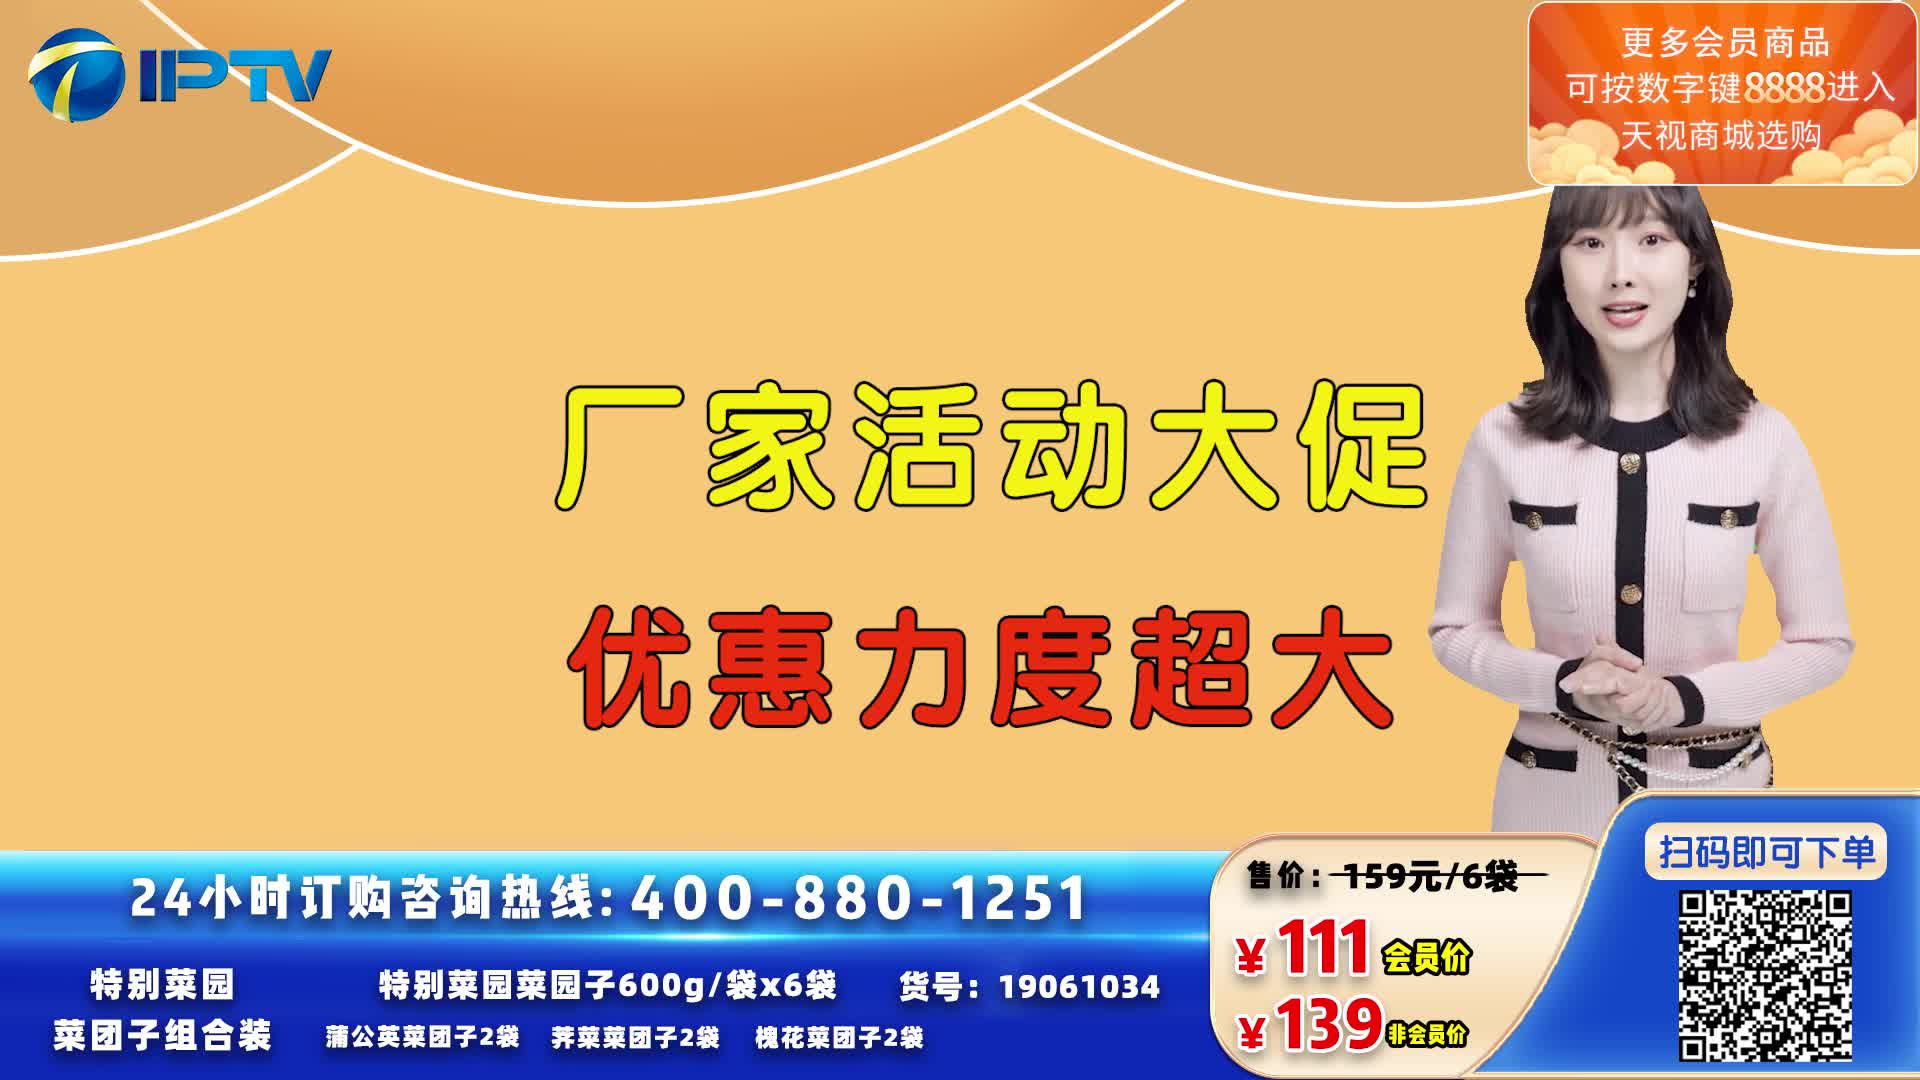 IPTV
更多会员商品
可按数字键8888进入
天视商城选购
厂家活动大促
优惠力度超大
24小时订购咨询热线:400-880-1251
特别菜园
菜团子组合装
特别菜园菜园子600g/袋x6袋
货号：19061034
蒲公英菜团子2袋 荠菜菜团子2袋 槐花菜团子2袋
售价：159元/6袋
¥111会员价
¥139非会员价
扫码即可下单